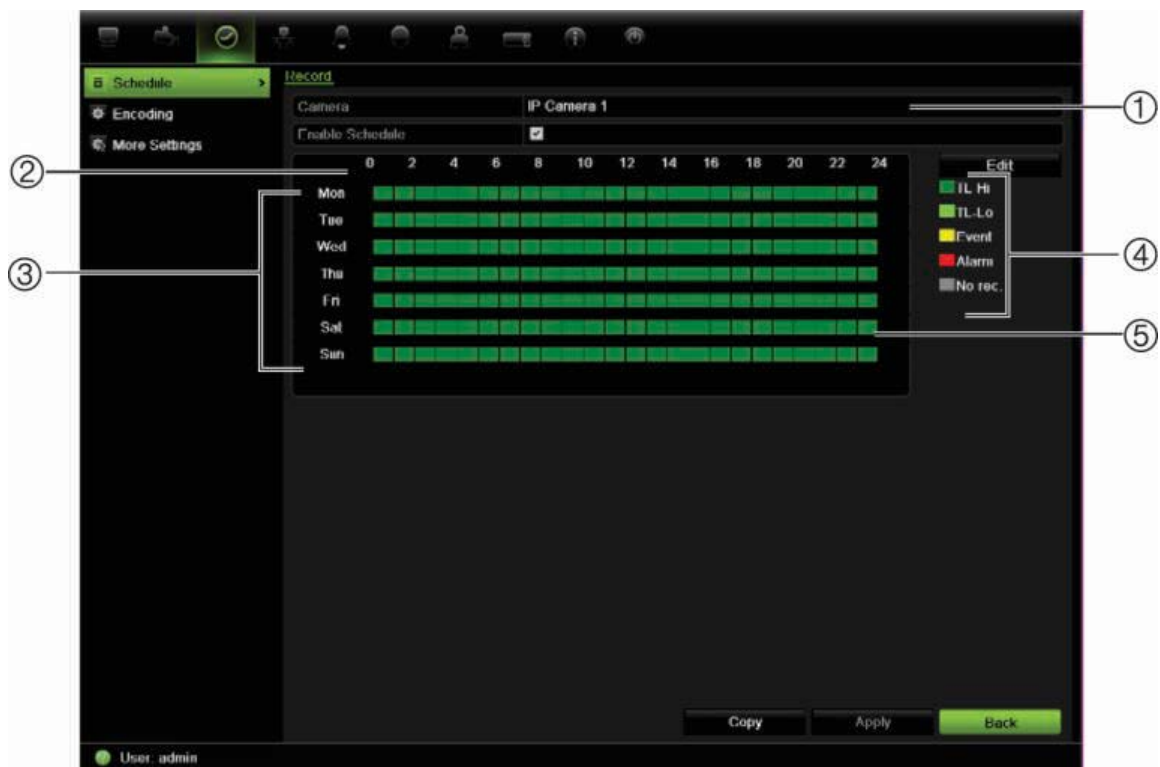 Schedule
Encoding
More Settings
Record
Camera IP Camera 1
Enable Schedule
0 2 4 6 8 10 12 14 16 18 20 22 24
Mon
Tue
Wed
Thu
Fri
Sat
Sun
Edit
TL Hi
TL-Lo
Event
Alarm
No rec.
①
②
③
④
⑤
Copy Apply Back
User: admin